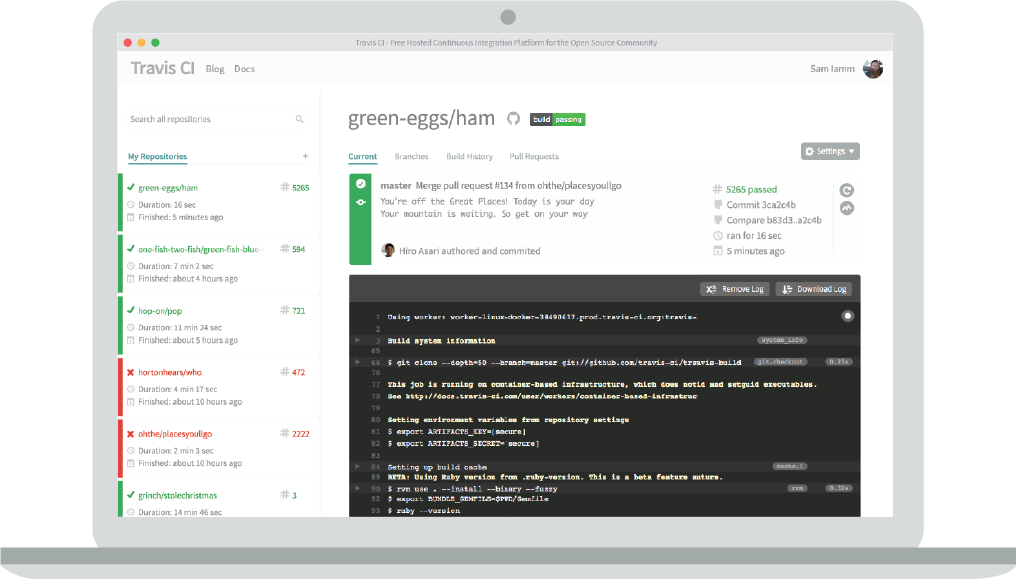 Travis CI - Free Hosted Continuous Integration Platform for the Open Source Community
Travis CI Blog Docs
Sam Iamm
Search all repositories
My Repositories +
green-eggs/ham # 5265
Duration: 16 sec
Finished: 5 minutes ago
one-fish-two-fish/green-fish-blue- # 594
Duration: 7 min 2 sec
Finished: about 4 hours ago
hop-on/pop # 721
Duration: 11 min 24 sec
Finished: about 5 hours ago
hortonhears/who # 472
Duration: 4 min 17 sec
Finished: about 10 hours ago
ohthe/placesyoullgo # 2222
Duration: 2 min 3 sec
Finished: about 10 hours ago
grinch/stolechristmas # 3
Duration: 14 min 46 sec
green-eggs/ham build passing
Current Branches Build History Pull Requests
Settings
master Merge pull request #134 from ohthe/placesyoullgo
You're off the Great Places! Today is your day
Your mountain is waiting. So get on your way
Hiro Asari authored and commited
# 5265 passed
Commit 3ca2c4b
Compare b83d3..a2c4b
ran for 16 sec
5 minutes ago
Remove Log Download Log
1 Using worker: worker-linux-docker-38490617.prod.travis-ci.org:travis-
2
3 Build system information system_info
65
66 $ git clone --depth=50 --branch=master git://github.com/travis-ci/travis-build git.checkout 0.23s
76
77 This job is running on container-based infrastructure, which does notid and setguid executables.
78 See http://docs.travis-ci.com/user/workers/container-based-infrastruc
79
80 Setting environment variables from repository settings
81 $ export ARTIFACTS_KEY=[secure]
82 $ export ARTIFACTS_SECRET=[secure]
83
84 Setting up build cache cache.1
89 BETA! Using Ruby version from .ruby-version. This is a beta feature suture.
90 $ rvm use . --install --binary --fuzzy rvm 0.32s
92 $ export BUNDLE_GEMFILE=$PWD/Gemfile
93 $ ruby --version